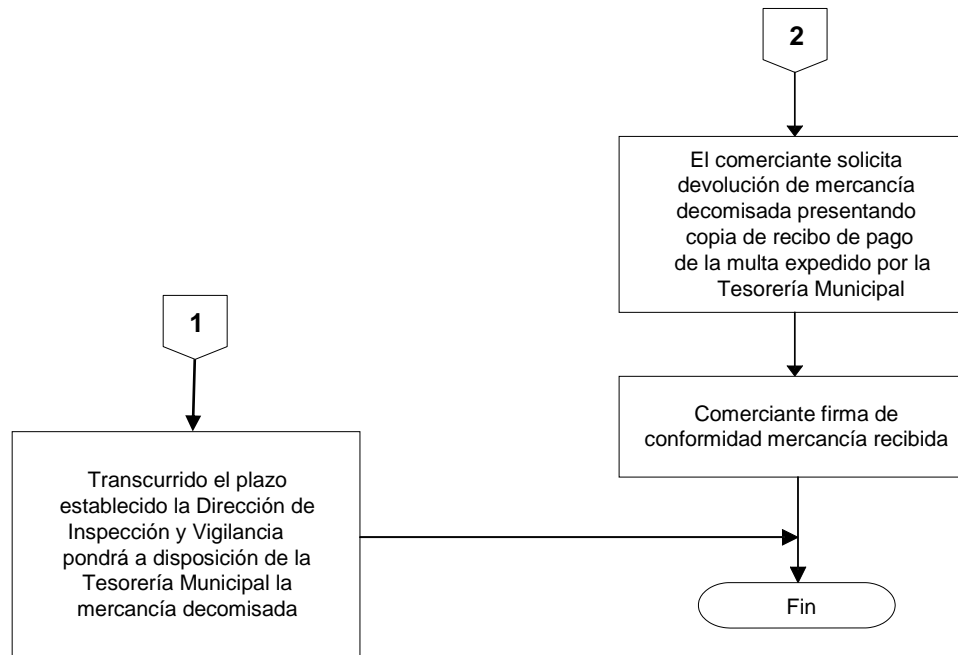 2
El comerciante solicita
devolución de mercancía
decomisada presentando
copia de recibo de pago
de la multa expedido por la
Tesorería Municipal
1
Comerciante firma de
conformidad mercancía recibida
Transcurrido el plazo
establecido la Dirección de
Inspección y Vigilancia
pondrá a disposición de la
Tesorería Municipal la
mercancía decomisada
Fin